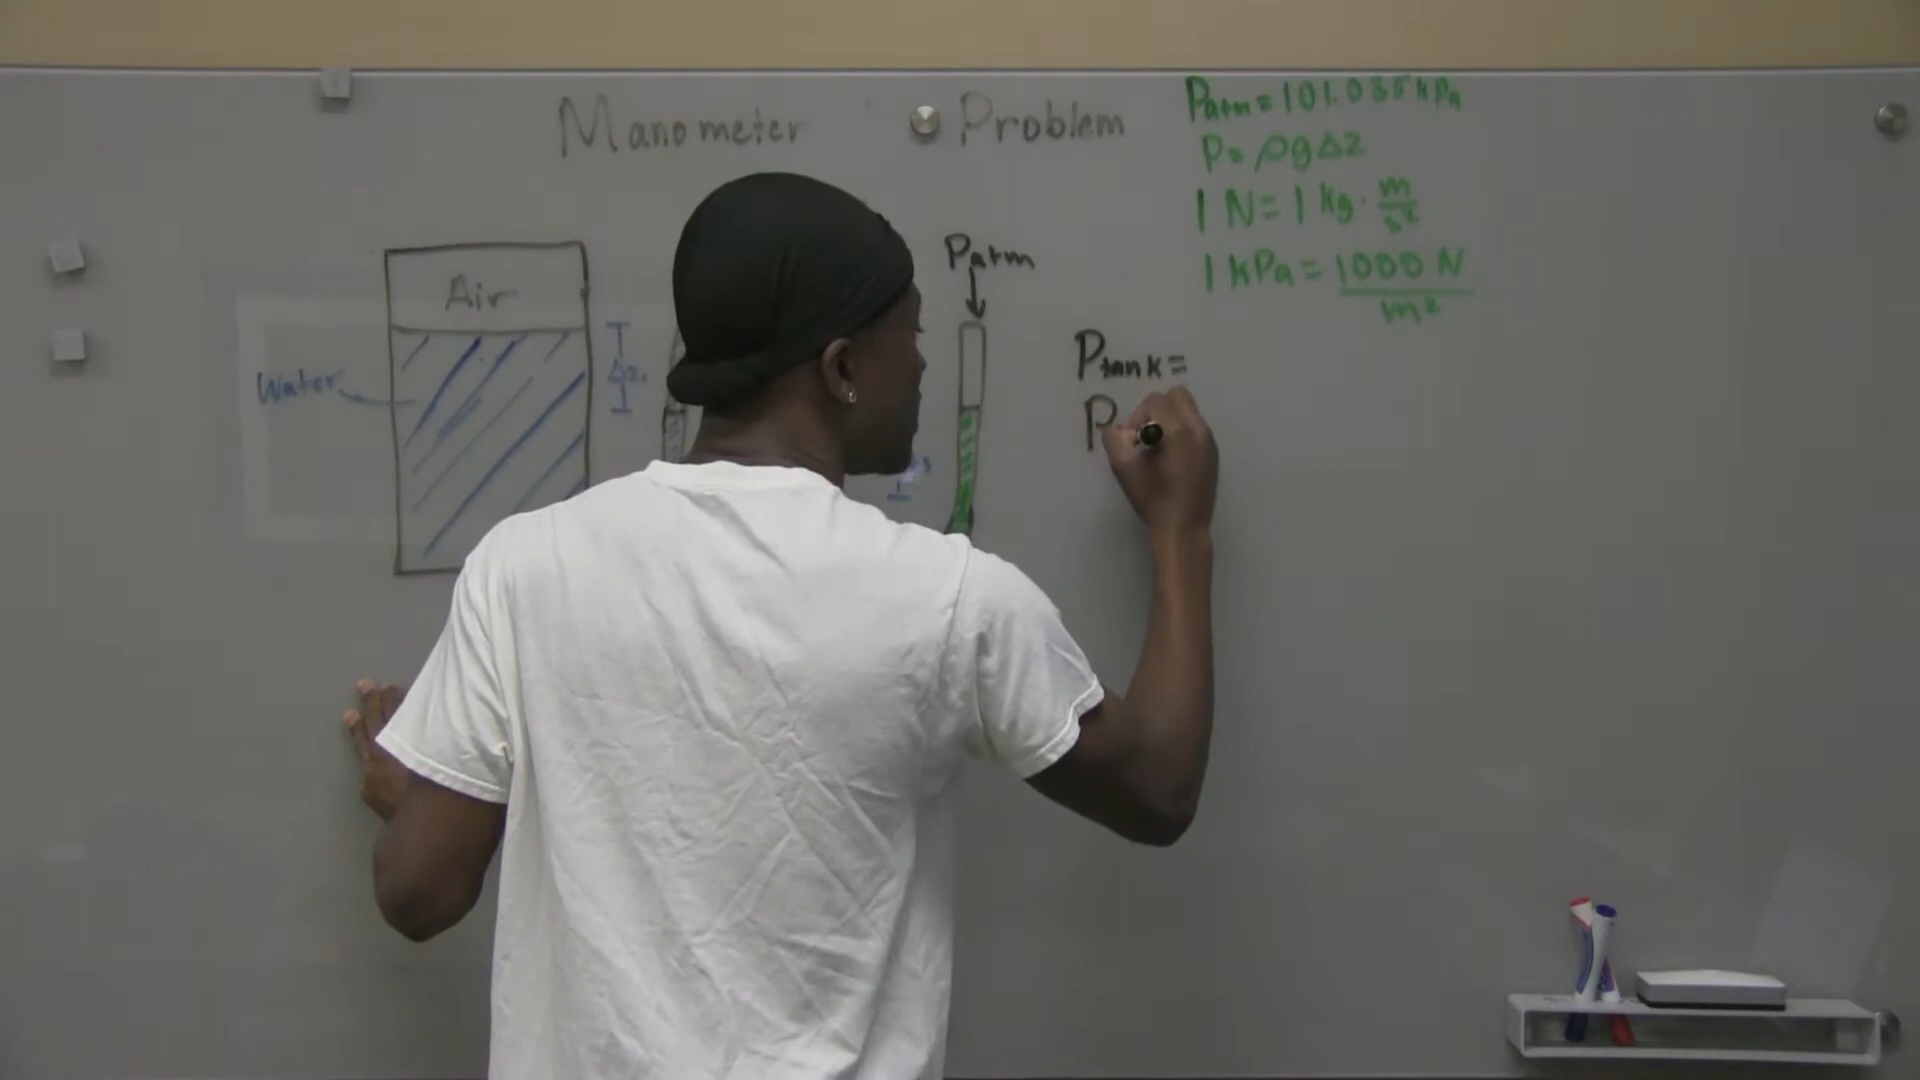 Manometer Problem
Patm = 101.035 kPa
P = ρgΔz
1 N = 1 kg · m/s²
1 kPa = 1000 N/m²
Patm
Air
Water
Δz₁
Ptank =
P